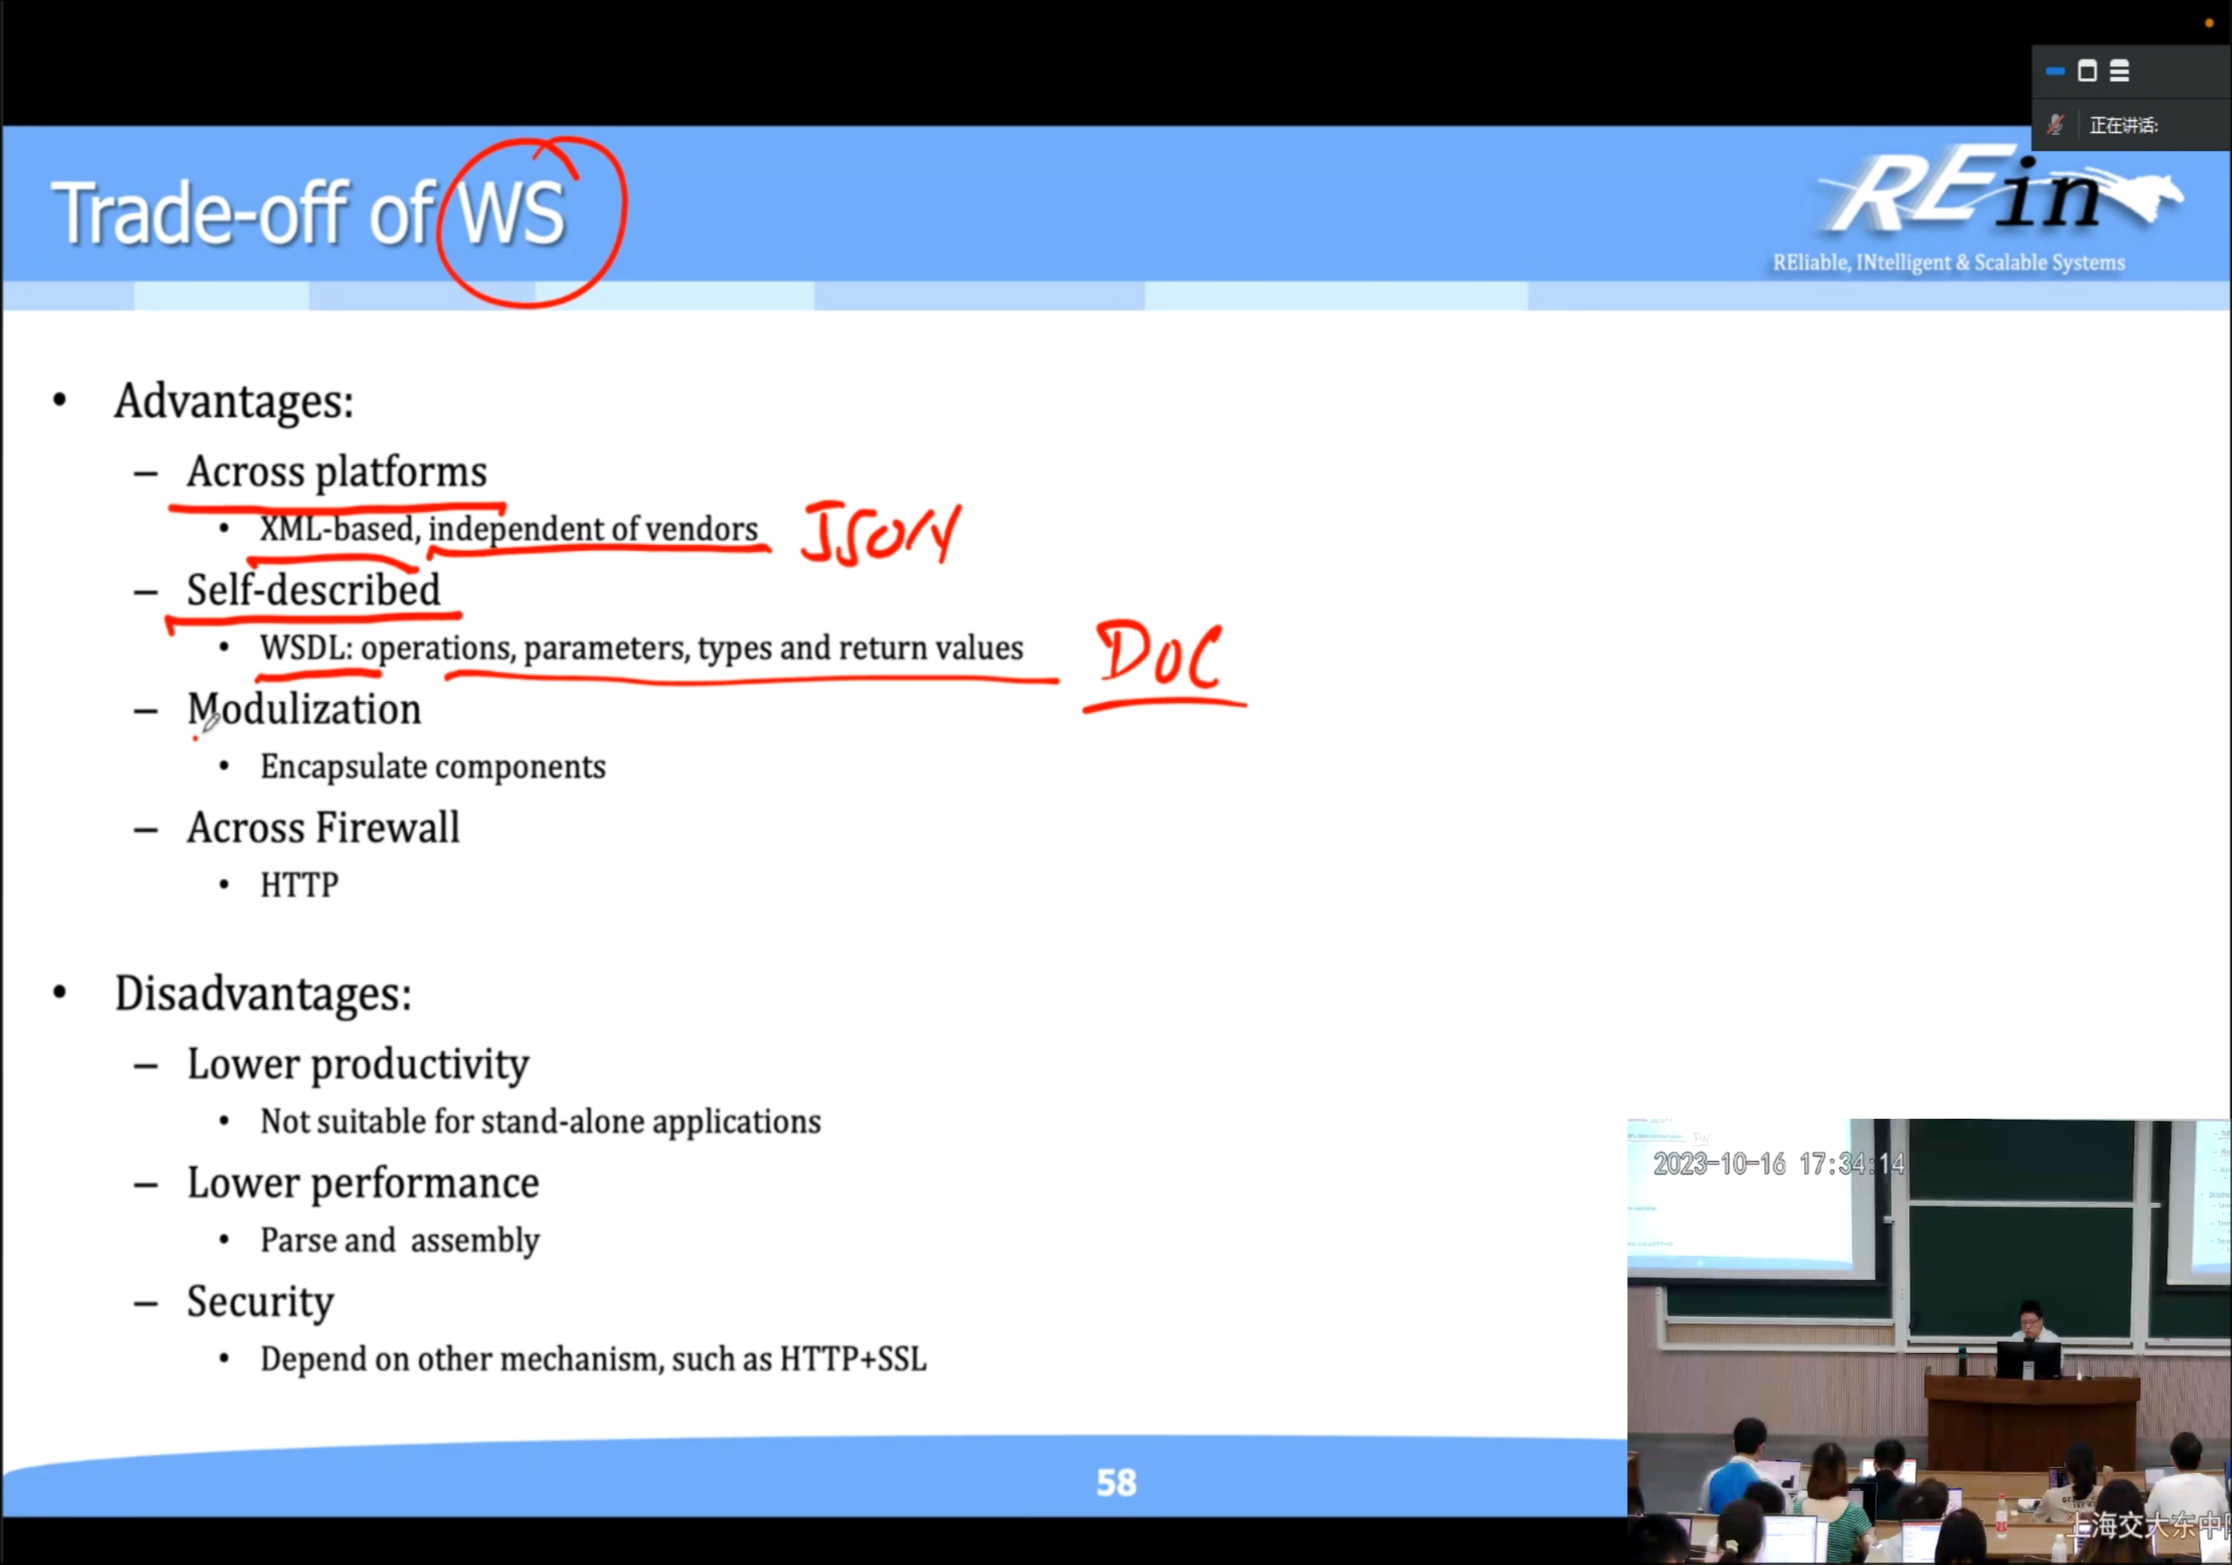 正在讲话:
Trade-off of WS
REin
REliable, INtelligent & Scalable Systems
• Advantages:
– Across platforms
• XML-based, independent of vendors JSON
– Self-described
• WSDL: operations, parameters, types and return values DOC
– Modulization
• Encapsulate components
– Across Firewall
• HTTP
• Disadvantages:
– Lower productivity
• Not suitable for stand-alone applications
– Lower performance
• Parse and assembly
– Security
• Depend on other mechanism, such as HTTP+SSL
2023-10-16 17:34:14
上海交大东中
58